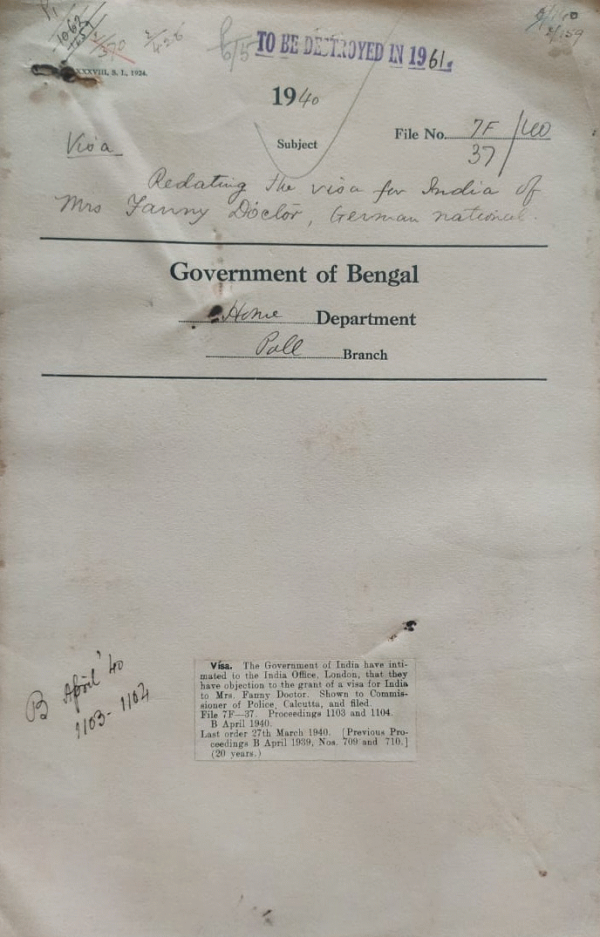 TO BE DESTROYED IN 1961.
XXXVIII, S. I., 1924.
1940
Visa
Subject
File No. 7F/37/40
Redating the visa for India of
Mrs Fanny Doctor, German national.
Government of Bengal
Home Department
Poll Branch
B April '40
1103- 1104
Visa. The Government of India have inti-
mated to the India Office, London, that they
have objection to the grant of a visa for India
to Mrs. Fanny Doctor. Shown to Commis-
sioner of Police, Calcutta, and filed.
File 7F—37. Proceedings 1103 and 1104.
B April 1940.
Last order 27th March 1940. [Previous Pro-
ceedings B April 1939, Nos. 709 and 710.]
(20 years.)